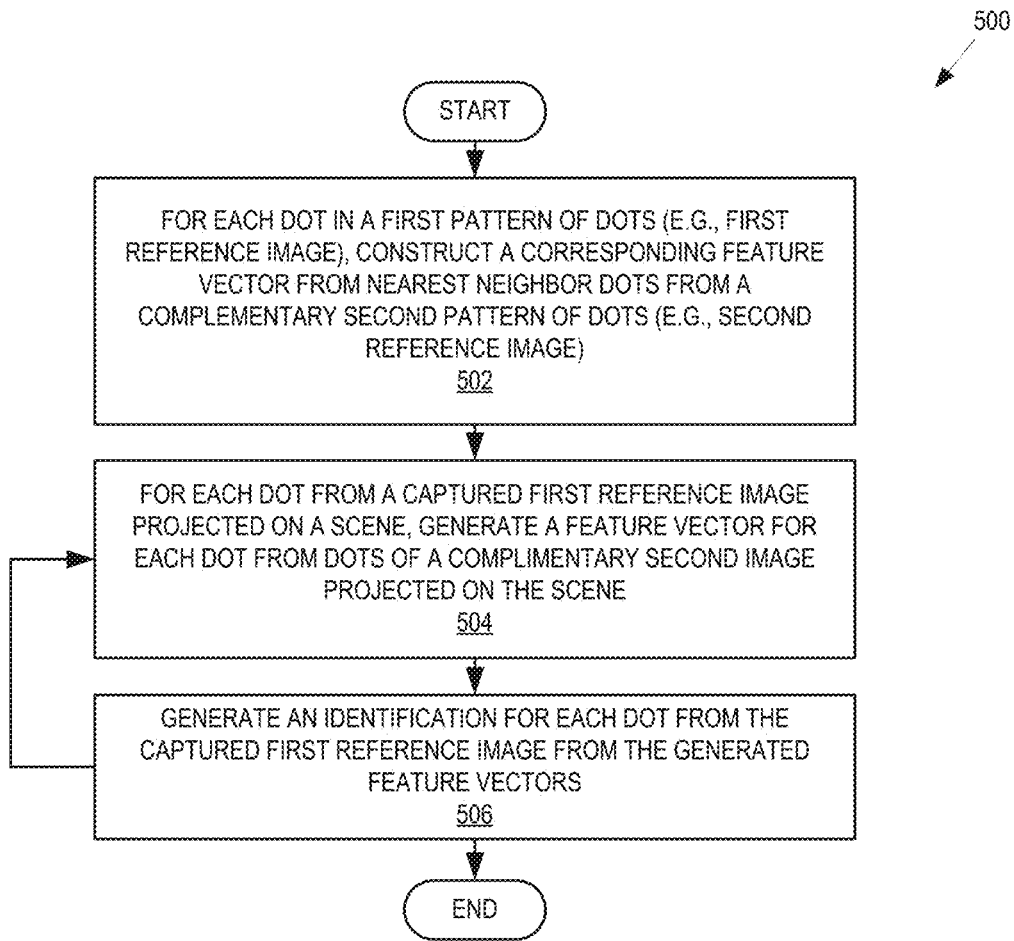 500
START
FOR EACH DOT IN A FIRST PATTERN OF DOTS (E.G., FIRST
REFERENCE IMAGE), CONSTRUCT A CORRESPONDING FEATURE
VECTOR FROM NEAREST NEIGHBOR DOTS FROM A
COMPLEMENTARY SECOND PATTERN OF DOTS (E.G., SECOND
REFERENCE IMAGE)
502
FOR EACH DOT FROM A CAPTURED FIRST REFERENCE IMAGE
PROJECTED ON A SCENE, GENERATE A FEATURE VECTOR FOR
EACH DOT FROM DOTS OF A COMPLIMENTARY SECOND IMAGE
PROJECTED ON THE SCENE
504
GENERATE AN IDENTIFICATION FOR EACH DOT FROM THE
CAPTURED FIRST REFERENCE IMAGE FROM THE GENERATED
FEATURE VECTORS
506
END